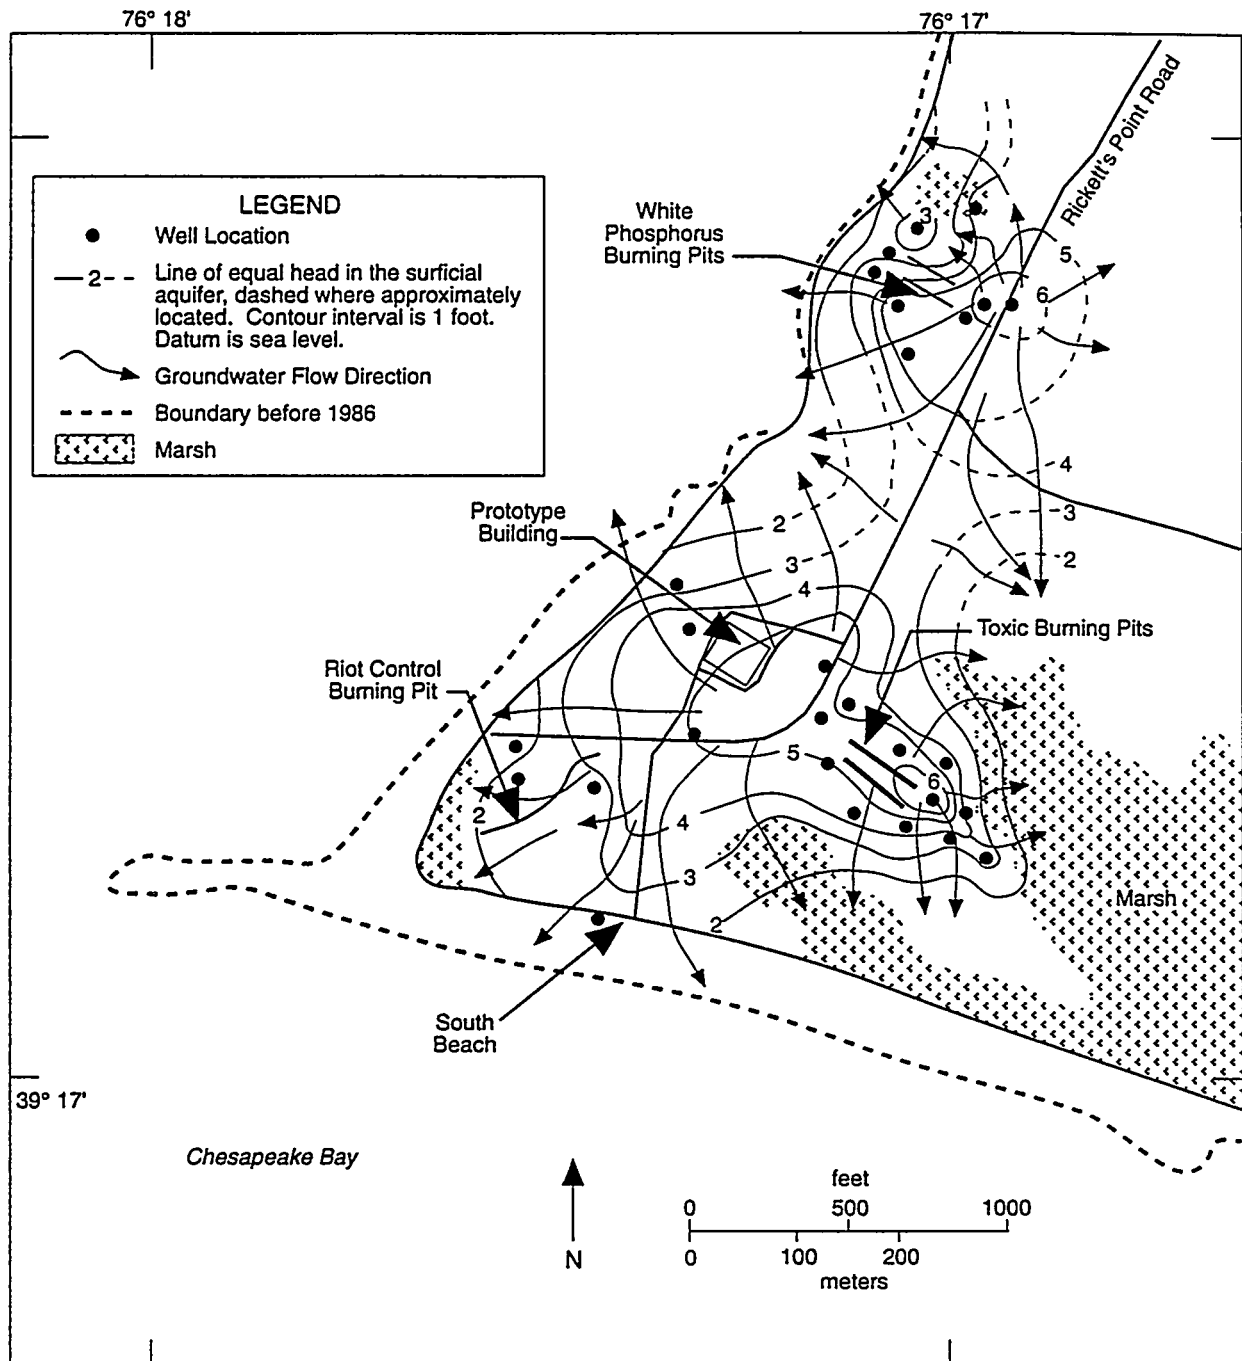 76° 18'
76° 17'
Rickett's Point Road
LEGEND
Well Location
2
Line of equal head in the surficial
aquifer, dashed where approximately
located. Contour interval is 1 foot.
Datum is sea level.
Groundwater Flow Direction
Boundary before 1986
Marsh
White
Phosphorus
Burning Pits
3
5
6
4
3
2
Prototype
Building
2
3
4
Toxic Burning Pits
Riot Control
Burning Pit
5
6
2
4
3
2
Marsh
South
Beach
39° 17'
Chesapeake Bay
N
feet
0 500 1000
0 100 200
meters